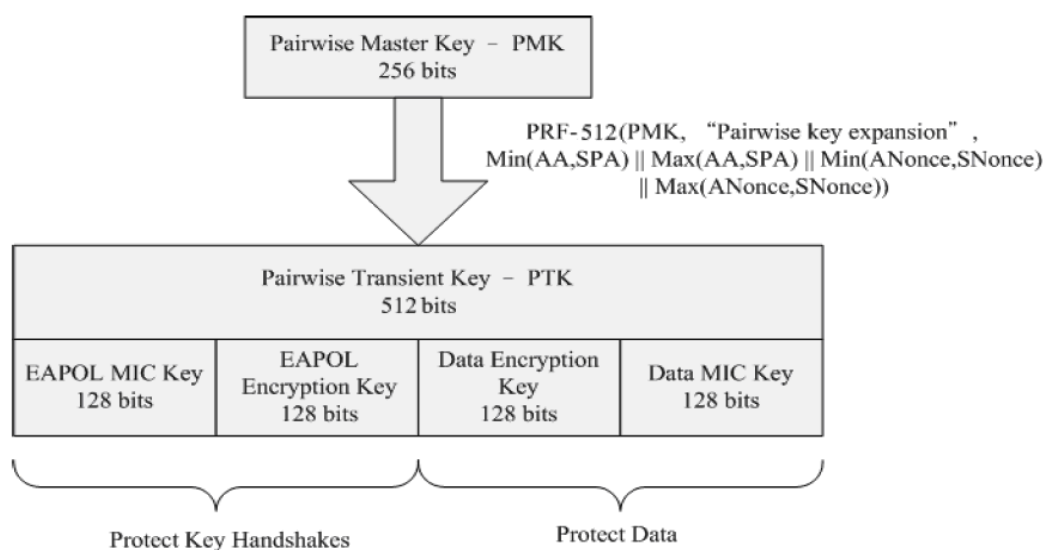 Pairwise Master Key - PMK
256 bits
PRF-512(PMK, “Pairwise key expansion”,
Min(AA,SPA) || Max(AA,SPA) || Min(ANonce,SNonce)
|| Max(ANonce,SNonce))
Pairwise Transient Key - PTK
512 bits
EAPOL MIC Key
128 bits
EAPOL
Encryption Key
128 bits
Data Encryption
Key
128 bits
Data MIC Key
128 bits
Protect Key Handshakes
Protect Data